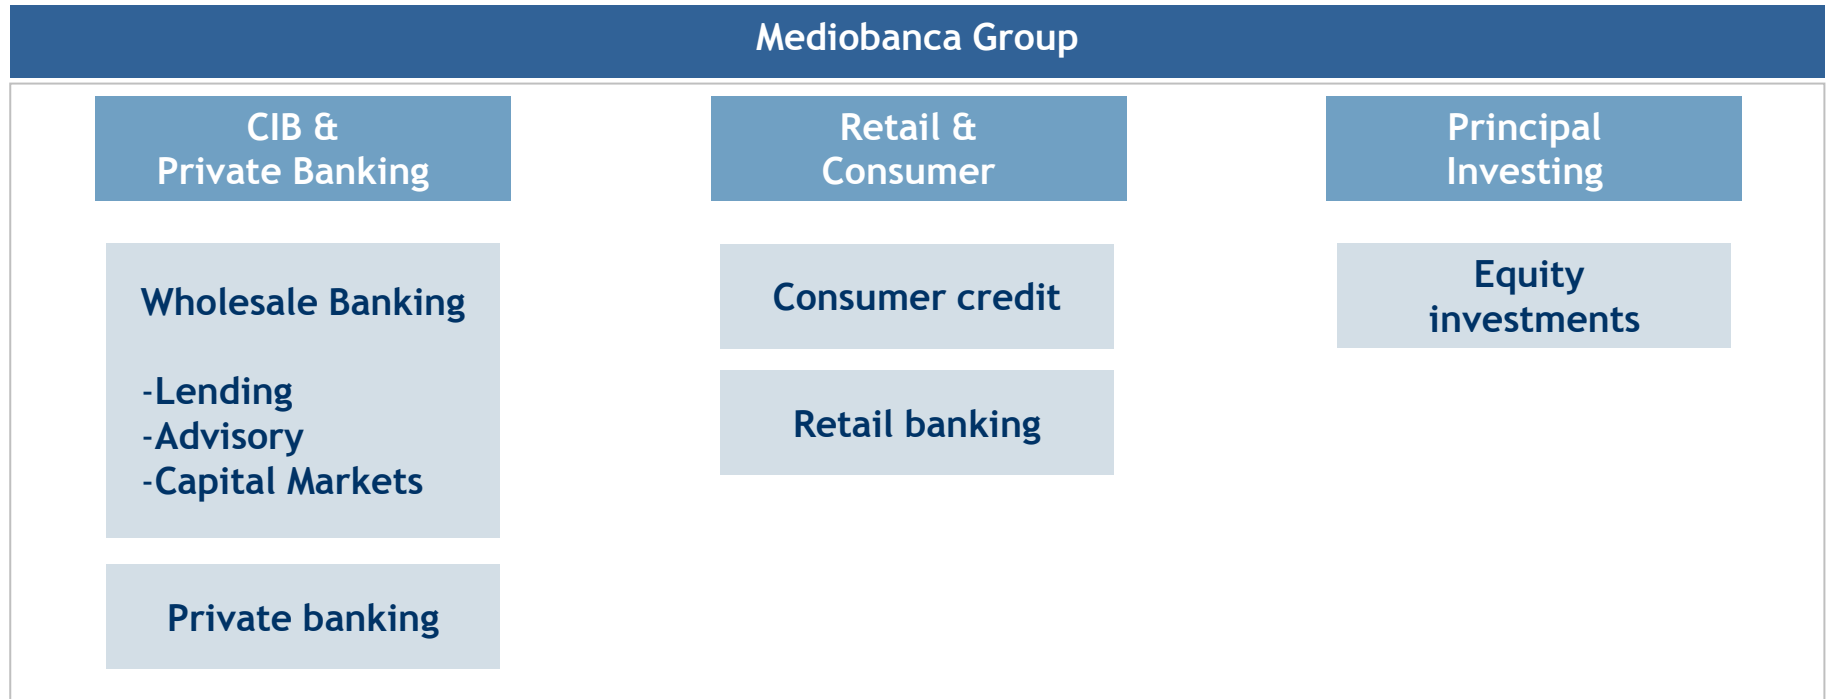 Mediobanca Group
CIB &
Private Banking
Wholesale Banking
-Lending
-Advisory
-Capital Markets
Private banking
Retail &
Consumer
Consumer credit
Retail banking
Principal
Investing
Equity
investments